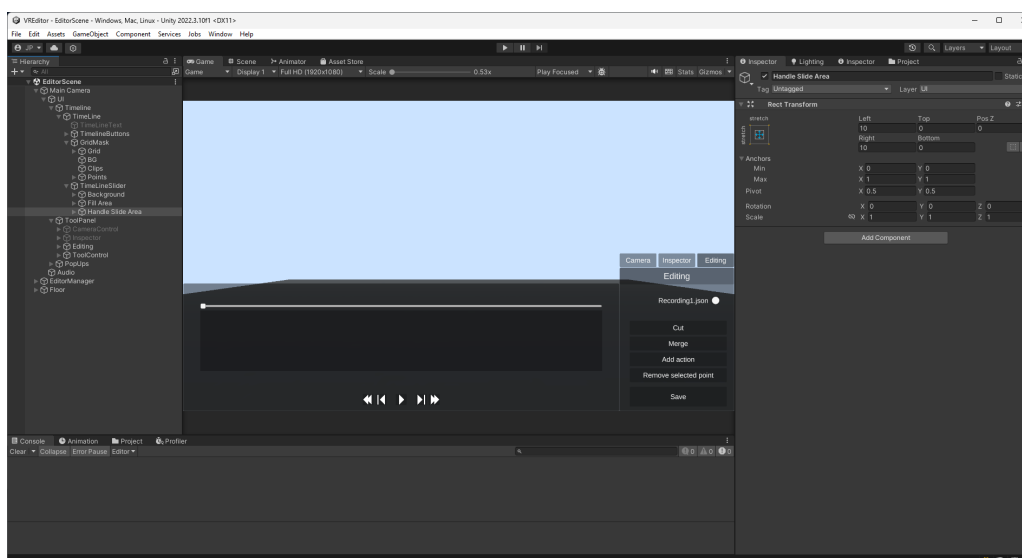 VREditor - EditorScene - Windows, Mac, Linux - Unity 2022.3.10f1 <DX11>
File Edit Assets GameObject Component Services Jobs Window Help
JP
Layers
Layout
Hierarchy
All
EditorScene
Main Camera
UI
Timeline
TimeLine
TimeLineText
TimelineButtons
GridMask
Grid
BG
Clips
Points
TimeLineSlider
Background
Fill Area
Handle Slide Area
ToolPanel
CameraControl
Inspector
Editing
ToolControl
PopUps
Audio
EditorManager
Floor
Game Scene Animator Asset Store
Game Display 1 Full HD (1920x1080) Scale 0.53x Play Focused Stats Gizmos
Camera Inspector Editing
Editing
Recording1.json
Cut
Merge
Add action
Remove selected point
Save
Inspector Lighting Inspector Project
Handle Slide Area Static
Tag Untagged Layer UI
Rect Transform
stretch Left Top Pos Z
stretch 10 0 0
Right Bottom
10 0
Anchors
Min X 0 Y 0
Max X 1 Y 1
Pivot X 0.5 Y 0.5
Rotation X 0 Y 0 Z 0
Scale X 1 Y 1 Z 1
Add Component
Console Animation Project Profiler
Clear Collapse Error Pause Editor
0 0 0